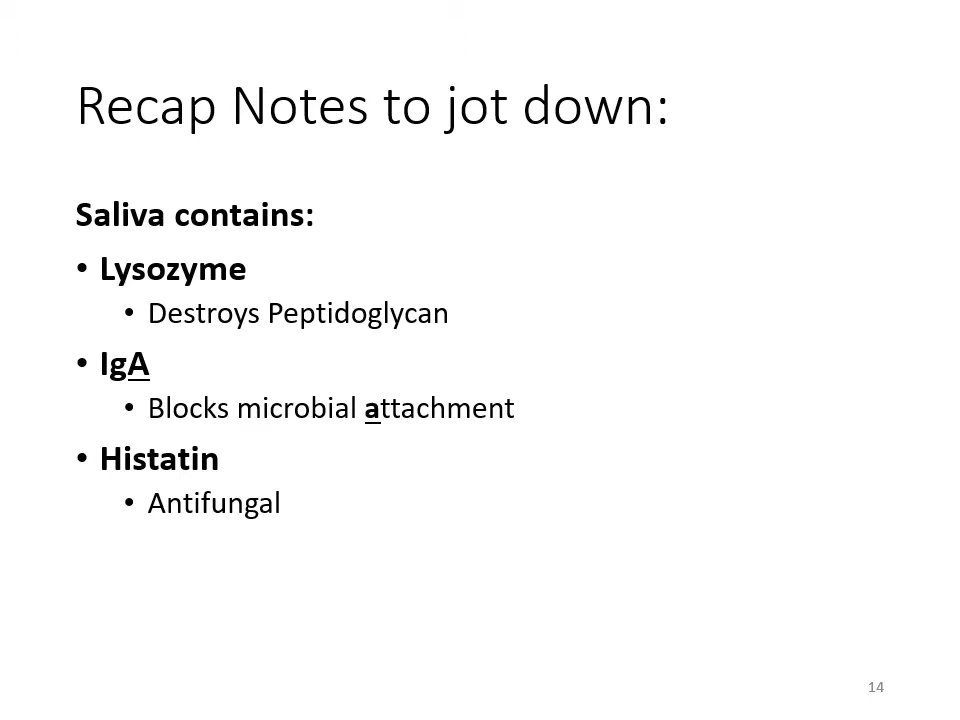 Recap Notes to jot down:
Saliva contains:
• Lysozyme
• Destroys Peptidoglycan
• IgA
• Blocks microbial attachment
• Histatin
• Antifungal
14